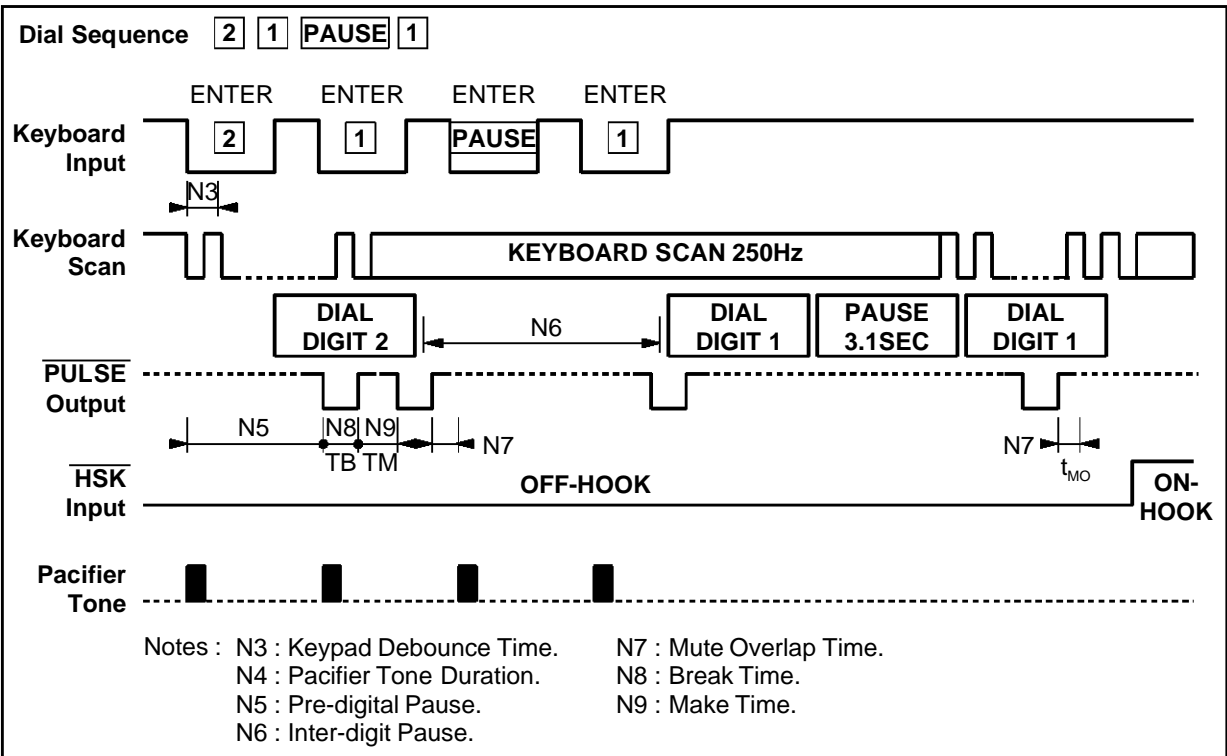 Dial Sequence 2 1 PAUSE 1
ENTER ENTER ENTER ENTER
Keyboard Input
2 1 PAUSE 1
N3
Keyboard Scan
KEYBOARD SCAN 250Hz
DIAL DIGIT 2
N6
DIAL DIGIT 1
PAUSE 3.1SEC
DIAL DIGIT 1
PULSE Output
N5 N8 N9 N7 N7
TB TM tMO
HSK Input
OFF-HOOK
ON-HOOK
Pacifier Tone
Notes : N3 : Keypad Debounce Time. N7 : Mute Overlap Time.
N4 : Pacifier Tone Duration. N8 : Break Time.
N5 : Pre-digital Pause. N9 : Make Time.
N6 : Inter-digit Pause.